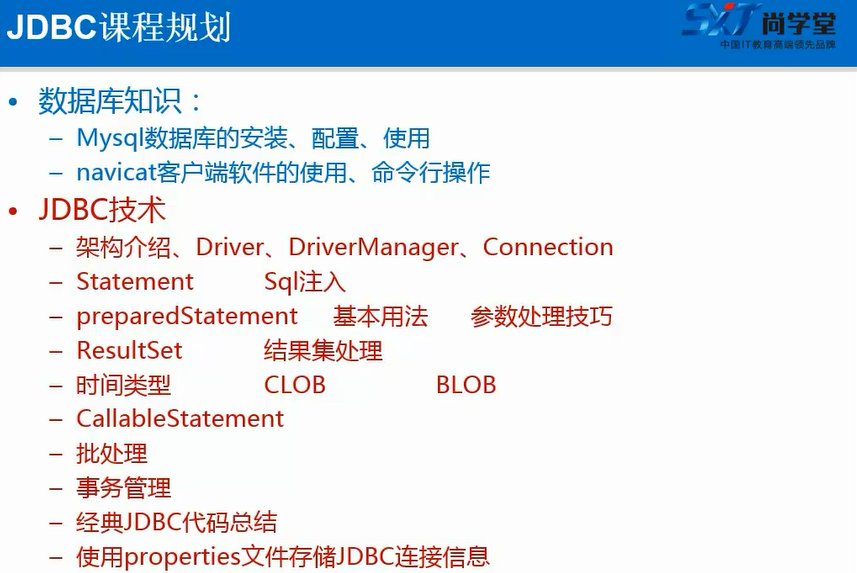 JDBC课程规划
SXT 尚学堂
中国IT教育高端领先品牌
• 数据库知识：
– Mysql数据库的安装、配置、使用
– navicat客户端软件的使用、命令行操作
• JDBC技术
– 架构介绍、Driver、DriverManager、Connection
– Statement Sql注入
– preparedStatement 基本用法 参数处理技巧
– ResultSet 结果集处理
– 时间类型 CLOB BLOB
– CallableStatement
– 批处理
– 事务管理
– 经典JDBC代码总结
– 使用properties文件存储JDBC连接信息